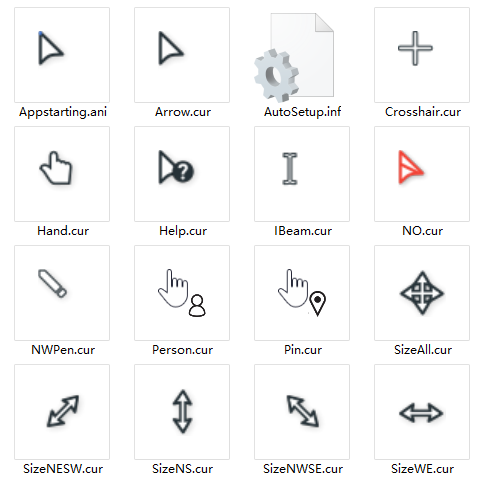 Appstarting.ani
Arrow.cur
AutoSetup.inf
Crosshair.cur
Hand.cur
Help.cur
IBeam.cur
NO.cur
NWPen.cur
Person.cur
Pin.cur
SizeAll.cur
SizeNESW.cur
SizeNS.cur
SizeNWSE.cur
SizeWE.cur